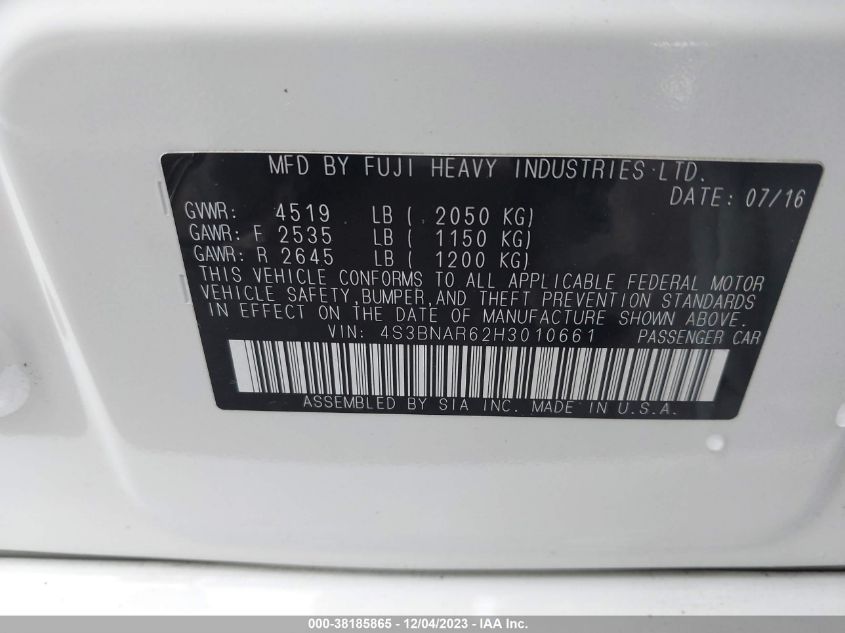 MFD BY FUJI HEAVY INDUSTRIES LTD.
DATE: 07/16
GVWR: 4519 LB ( 2050 KG)
GAWR: F 2535 LB ( 1150 KG)
GAWR: R 2645 LB ( 1200 KG)
THIS VEHICLE CONFORMS TO ALL APPLICABLE FEDERAL MOTOR
VEHICLE SAFETY,BUMPER,AND THEFT PREVENTION STANDARDS
IN EFFECT ON THE DATE OF MANUFACTURE SHOWN ABOVE.
VIN: 4S3BNAR62H3010661 PASSENGER CAR
ASSEMBLED BY SIA INC. MADE IN U.S.A.
000-38185865 - 12/04/2023 - IAA Inc.